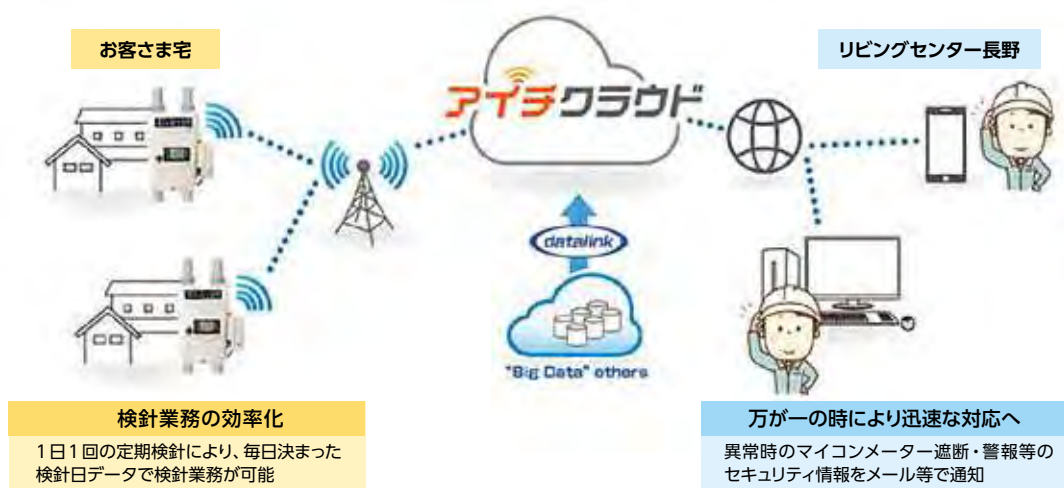 お客さま宅
リビングセンター長野
アイチクラウド
datalink
"Big Data" others
検針業務の効率化
1日1回の定期検針により、毎日決まった
検針日データで検針業務が可能
万が一の時により迅速な対応へ
異常時のマイコンメーター遮断・警報等の
セキュリティ情報をメール等で通知